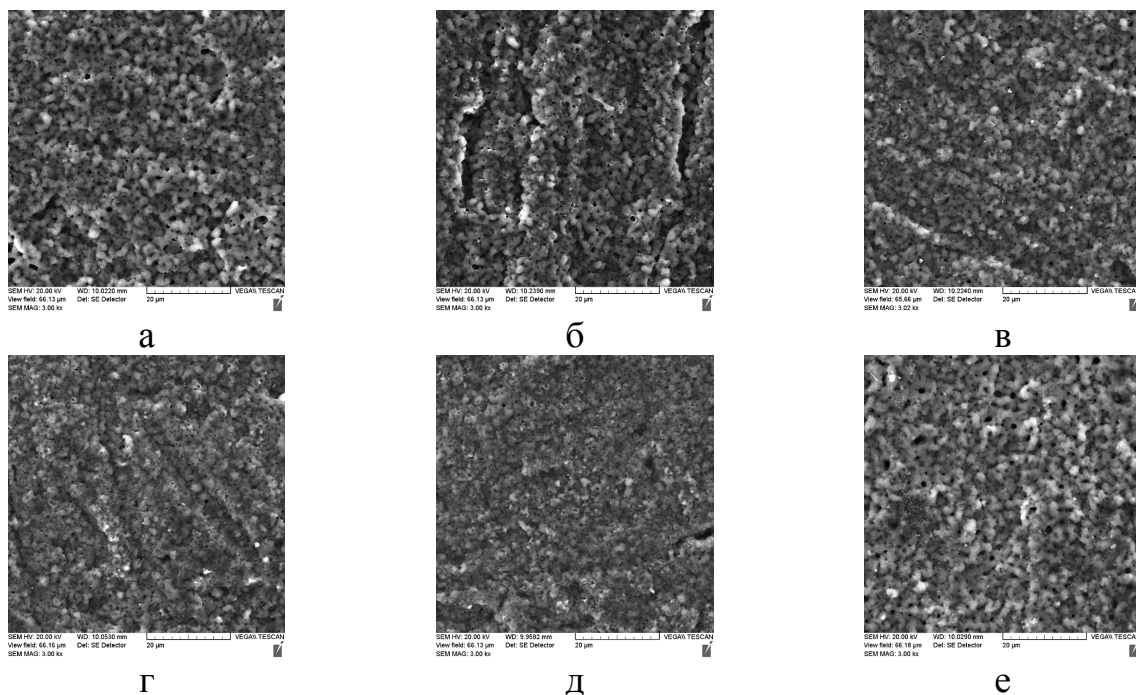 SEM HV: 20.00 kV WD: 10.0220 mm VEGA\\ TESCAN
View field: 66.13 µm Det: SE Detector 20 µm
SEM MAG: 3.00 kx
а
SEM HV: 20.00 kV WD: 10.2390 mm VEGA\\ TESCAN
View field: 66.13 µm Det: SE Detector 20 µm
SEM MAG: 3.00 kx
б
SEM HV: 20.00 kV WD: 10.2240 mm VEGA\\ TESCAN
View field: 65.66 µm Det: SE Detector 20 µm
SEM MAG: 3.02 kx
в
SEM HV: 20.00 kV WD: 10.0530 mm VEGA\\ TESCAN
View field: 66.16 µm Det: SE Detector 20 µm
SEM MAG: 3.00 kx
г
SEM HV: 20.00 kV WD: 9.9582 mm VEGA\\ TESCAN
View field: 66.13 µm Det: SE Detector 20 µm
SEM MAG: 3.00 kx
д
SEM HV: 20.00 kV WD: 10.0290 mm VEGA\\ TESCAN
View field: 66.18 µm Det: SE Detector 20 µm
SEM MAG: 3.00 kx
е